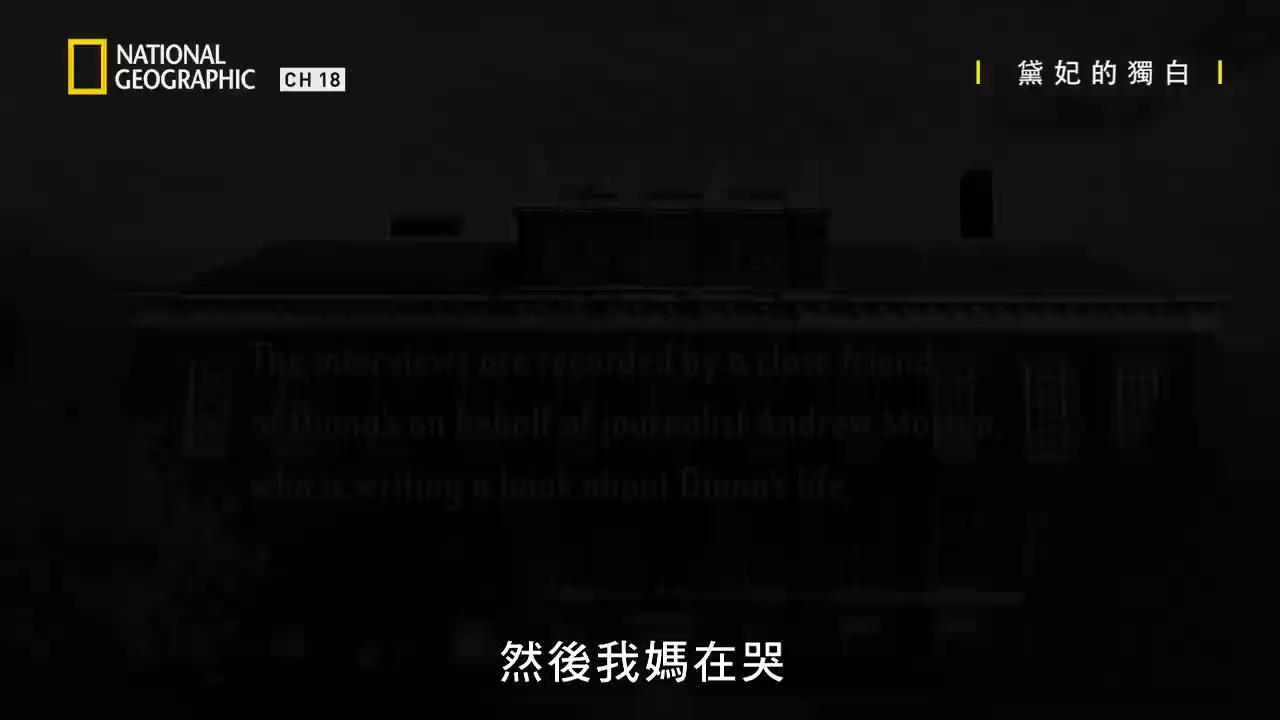 NATIONAL
GEOGRAPHIC
CH 18
黛妃的獨白
The interviews are recorded by a close friend
of Diana's on behalf of journalist Andrew Morton,
who is writing a book about Diana's life.
然後我媽在哭